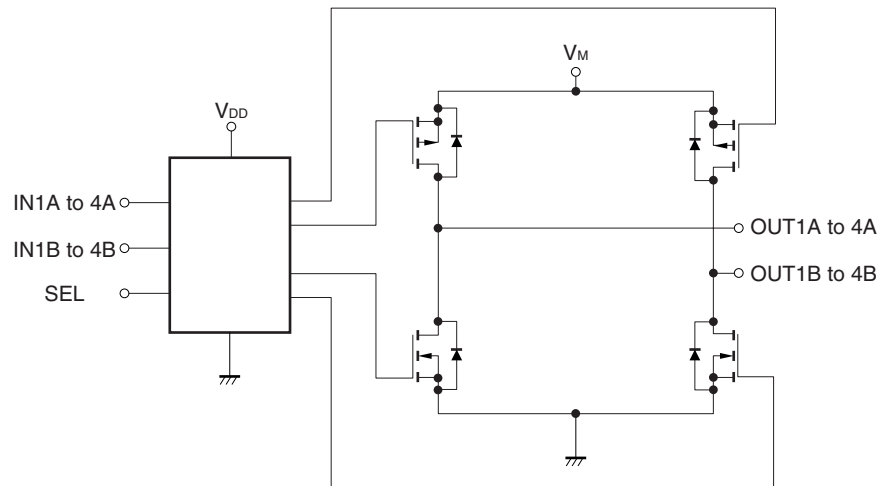 VM
VDD
IN1A to 4A
IN1B to 4B
SEL
OUT1A to 4A
OUT1B to 4B